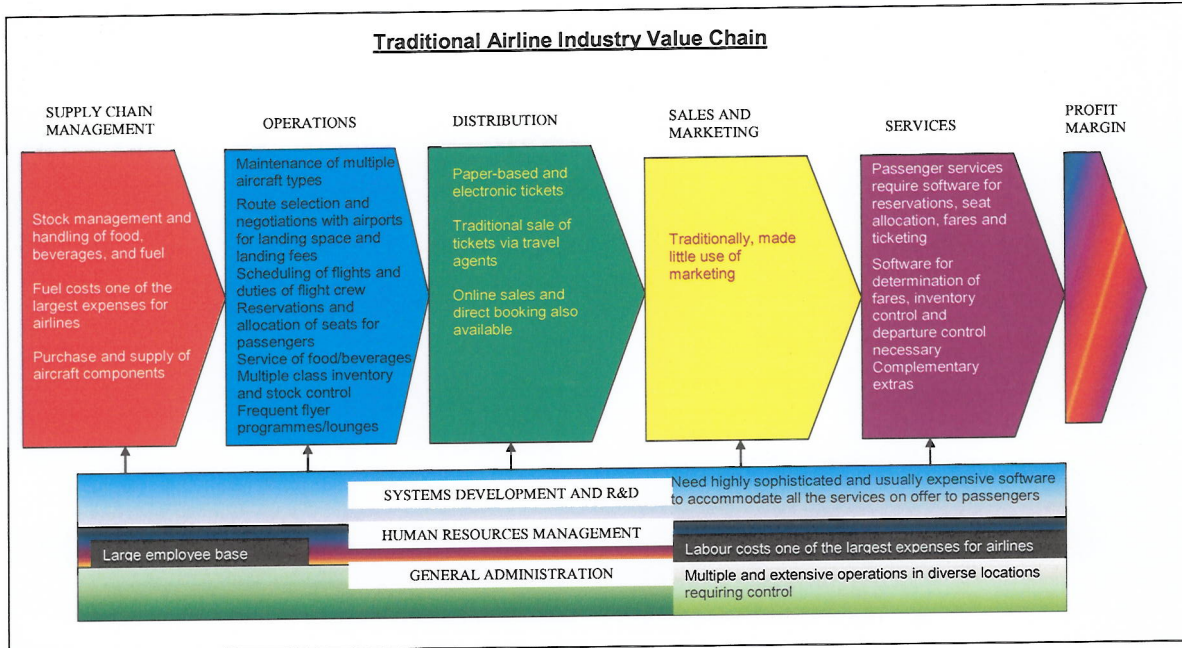 Traditional Airline Industry Value Chain
SUPPLY CHAIN
MANAGEMENT
OPERATIONS
DISTRIBUTION
SALES AND
MARKETING
SERVICES
PROFIT
MARGIN
Stock management and
handling of food,
beverages, and fuel
Fuel costs one of the
largest expenses for
airlines
Purchase and supply of
aircraft components
Maintenance of multiple
aircraft types
Route selection and
negotiations with airports
for landing space and
landing fees
Scheduling of flights and
duties of flight crew
Reservations and
allocation of seats for
passengers
Service of food/beverages
Multiple class inventory
and stock control
Frequent flyer
programmes/lounges
Paper-based and
electronic tickets
Traditional sale of
tickets via travel
agents
Online sales and
direct booking also
available
Traditionally, made
little use of
marketing
Passenger services
require software for
reservations, seat
allocation, fares and
ticketing
Software for
determination of
fares, inventory
control and
departure control
necessary
Complementary
extras
SYSTEMS DEVELOPMENT AND R&D
Need highly sophisticated and usually expensive software
to accommodate all the services on offer to passengers
HUMAN RESOURCES MANAGEMENT
Large employee base
Labour costs one of the largest expenses for airlines
GENERAL ADMINISTRATION
Multiple and extensive operations in diverse locations
requiring control